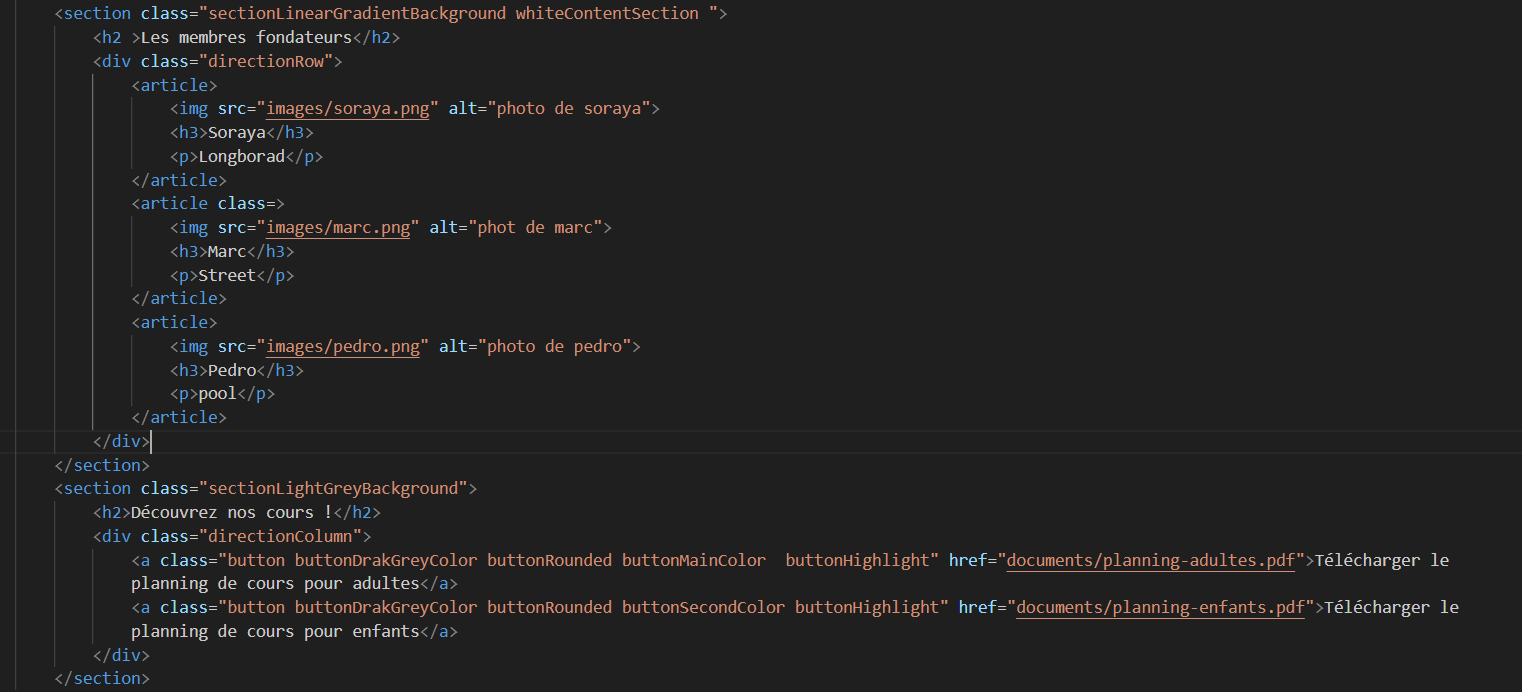 <section class="sectionLinearGradientBackground whiteContentSection ">
<h2 >Les membres fondateurs</h2>
<div class="directionRow">
<article>
<img src="images/soraya.png" alt="photo de soraya">
<h3>Soraya</h3>
<p>Longborad</p>
</article>
<article class=>
<img src="images/marc.png" alt="phot de marc">
<h3>Marc</h3>
<p>Street</p>
</article>
<article>
<img src="images/pedro.png" alt="photo de pedro">
<h3>Pedro</h3>
<p>pool</p>
</article>
</div>
</section>
<section class="sectionLightGreyBackground">
<h2>Découvrez nos cours !</h2>
<div class="directionColumn">
<a class="button buttonDrakGreyColor buttonRounded buttonMainColor  buttonHighlight" href="documents/planning-adultes.pdf">Télécharger le
planning de cours pour adultes</a>
<a class="button buttonDrakGreyColor buttonRounded buttonSecondColor buttonHighlight" href="documents/planning-enfants.pdf">Télécharger le
planning de cours pour enfants</a>
</div>
</section>